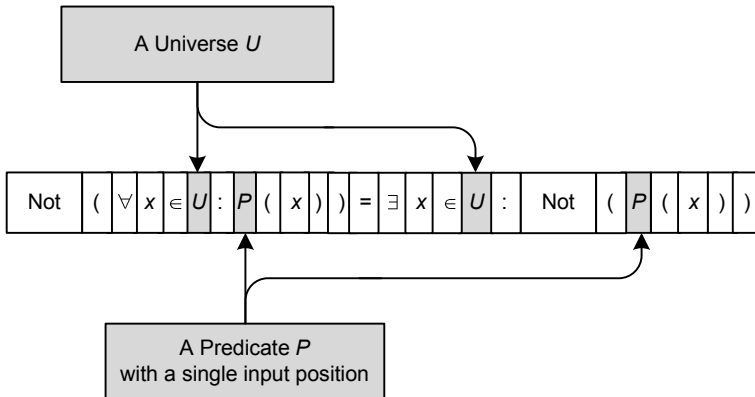 A Universe U
Not ( ∀ x ∈ U : P ( x ) ) = ∃ x ∈ U : Not ( P ( x ) )
A Predicate P
with a single input position